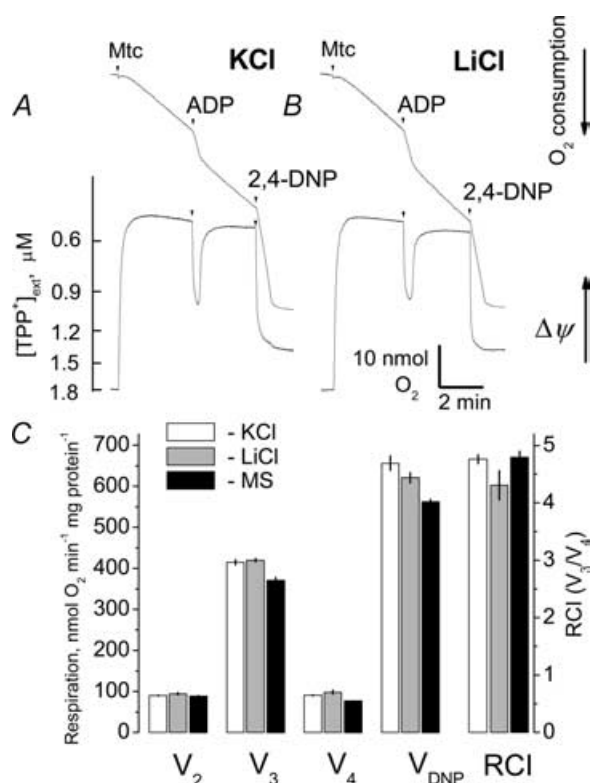 Mtc KCl Mtc LiCl
A ADP B ADP O₂ consumption
2,4-DNP 2,4-DNP
[TPP⁺]ext, μM
0.6
0.9
1.2
1.5
1.8
10 nmol
O₂
2 min
Δψ
C
- KCl
- LiCl
- MS
Respiration, nmol O₂ min⁻¹ mg protein⁻¹
700
600
500
400
300
200
100
0
5
4
3
2
1
0
RCI (V₃/V₄)
V₂ V₃ V₄ V_DNP RCI